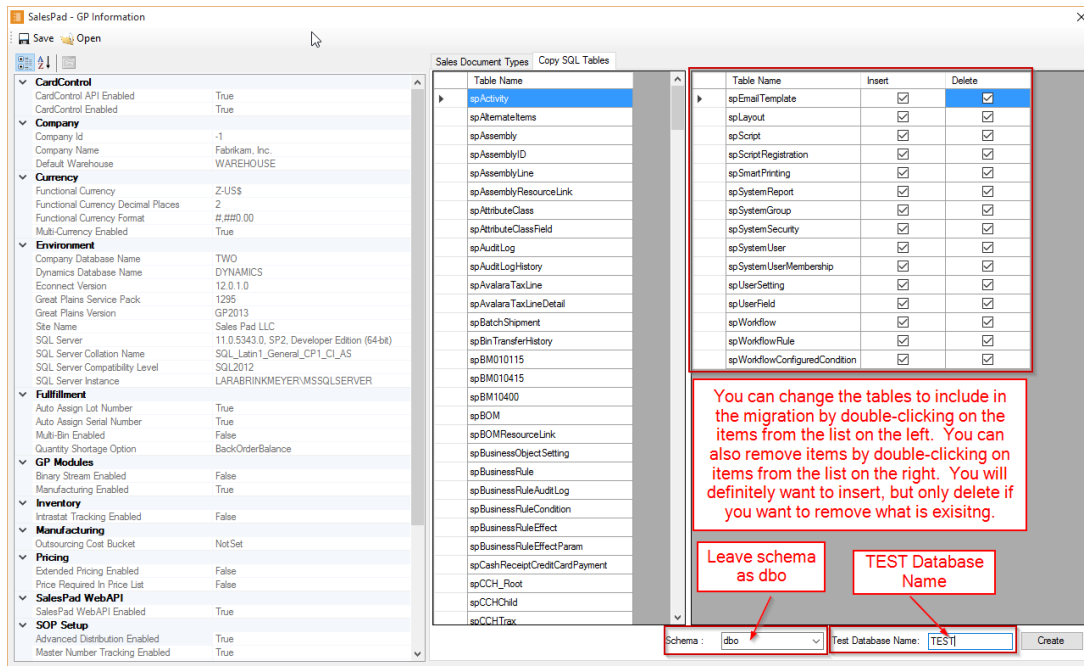 SalesPad - GP Information
Save Open
CardControl
CardControl API Enabled True
CardControl Enabled True
Company
Company Id -1
Company Name Fabrikam, Inc.
Default Warehouse WAREHOUSE
Currency
Functional Currency Z-US$
Functional Currency Decimal Places 2
Functional Currency Format #,##0.00
Multi-Currency Enabled True
Environment
Company Database Name TWO
Dynamics Database Name DYNAMICS
Econnect Version 12.0.1.0
Great Plains Service Pack 1295
Great Plains Version GP2013
Site Name Sales Pad LLC
SQL Server 11.0.5343.0, SP2, Developer Edition (64-bit)
SQL Server Collation Name SQL_Latin1_General_CP1_CI_AS
SQL Server Compatibility Level SQL2012
SQL Server Instance LARABRINKMEYER\MSSQLSERVER
Fullfillment
Auto Assign Lot Number True
Auto Assign Serial Number True
Multi-Bin Enabled False
Quantity Shortage Option BackOrderBalance
GP Modules
Binary Stream Enabled False
Manufacturing Enabled True
Inventory
Intrastat Tracking Enabled False
Manufacturing
Outsourcing Cost Bucket NotSet
Pricing
Extended Pricing Enabled False
Price Required In Price List False
SalesPad WebAPI
SalesPad WebAPI Enabled True
SOP Setup
Advanced Distribution Enabled True
Master Number Tracking Enabled True
Sales Document Types Copy SQL Tables
Table Name
spActivity
spAlternateItems
spAssembly
spAssemblyID
spAssemblyLine
spAssemblyResourceLink
spAttributeClass
spAttributeClassField
spAuditLog
spAuditLogHistory
spAvalaraTaxLine
spAvalaraTaxLineDetail
spBatchShipment
spBinTransferHistory
spBM010115
spBM010415
spBM10400
spBOM
spBOMResourceLink
spBusinessObjectSetting
spBusinessRule
spBusinessRuleAuditLog
spBusinessRuleCondition
spBusinessRuleEffect
spBusinessRuleEffectParam
spCashReceiptCreditCardPayment
spCCH_Root
spCCHChild
spCCHTrax
Table Name Insert Delete
spEmailTemplate
spLayout
spScript
spScriptRegistration
spSmartPrinting
spSystemReport
spSystemGroup
spSystemSecurity
spSystemUser
spSystemUserMembership
spUserSetting
spUserField
spWorkflow
spWorkflowRule
spWorkflowConfiguredCondition
You can change the tables to include in
the migration by double-clicking on the
items from the list on the left. You can
also remove items by double-clicking on
items from the list on the right. You will
definitely want to insert, but only delete if
you want to remove what is exisitng.
Leave schema
as dbo
TEST Database
Name
Schema : dbo
Test Database Name: TEST
Create